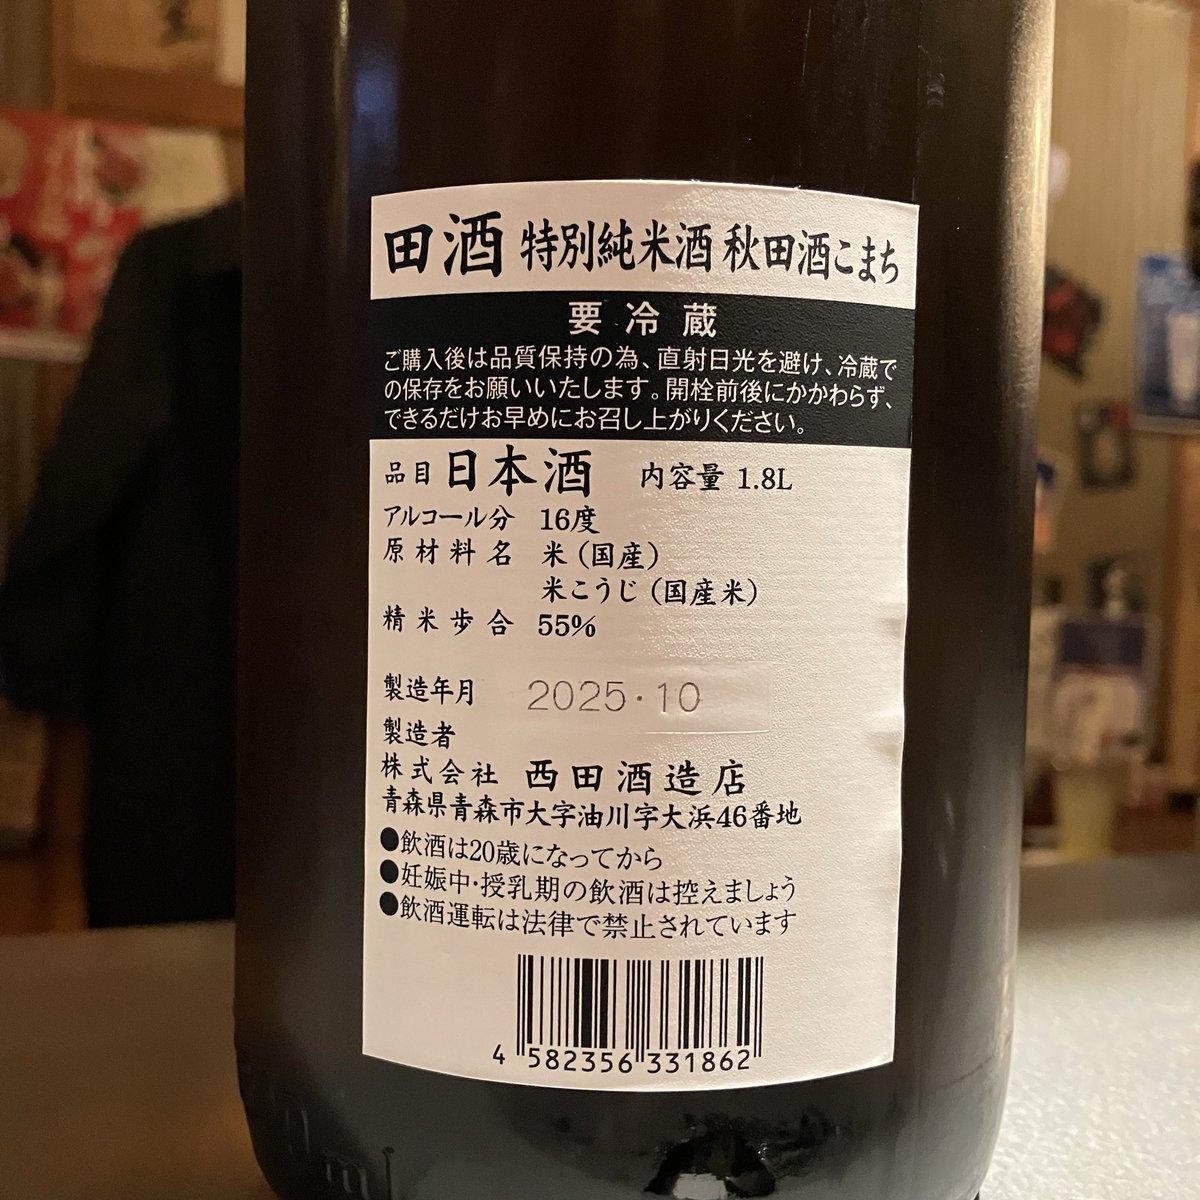 田酒 特別純米酒 秋田酒こまち
要冷蔵
ご購入後は品質保持の為、直射日光を避け、冷蔵で
の保存をお願いいたします。開栓前後にかかわらず、
できるだけお早めにお召し上がりください。
品目 日本酒 内容量 1.8L
アルコール分 16度
原材料名 米(国産)
米こうじ(国産米)
精米歩合 55%
製造年月 2025・10
製造者
株式会社 西田酒造店
青森県青森市大字油川字大浜46番地
●飲酒は20歳になってから
●妊娠中・授乳期の飲酒は控えましょう
●飲酒運転は法律で禁止されています
4 582356 331862